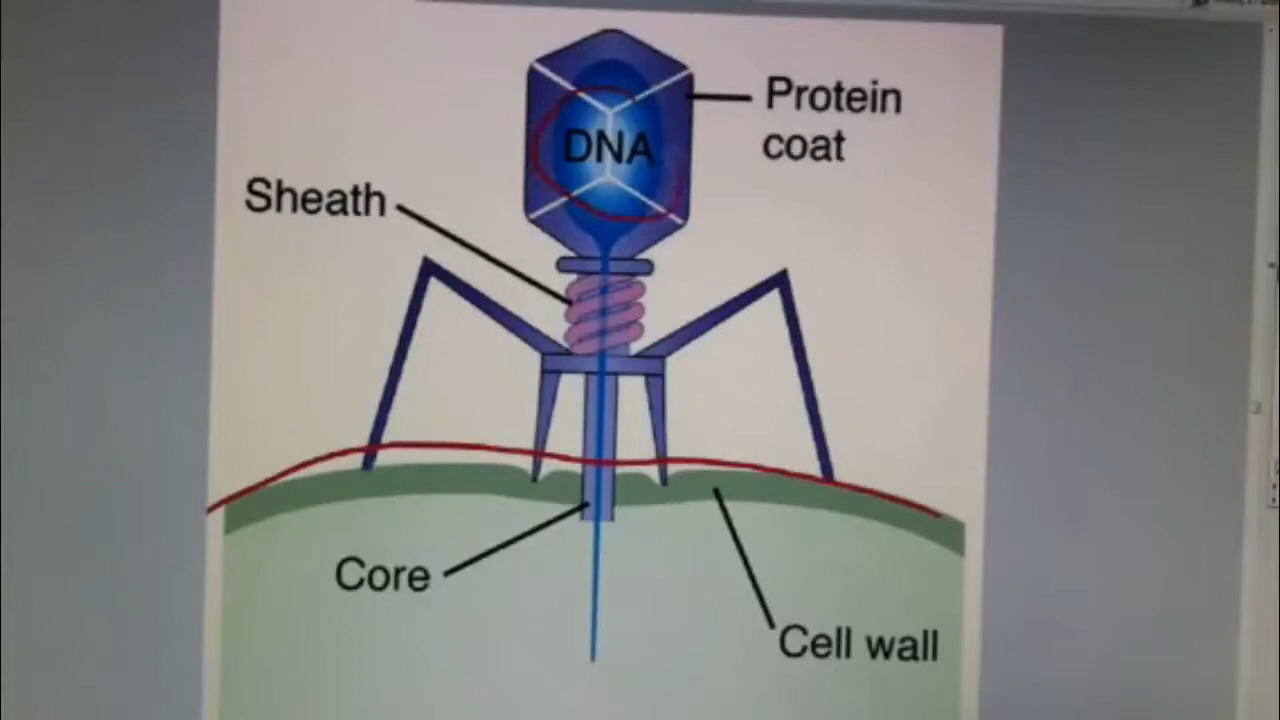 Protein
coat
DNA
Sheath
Core
Cell wall